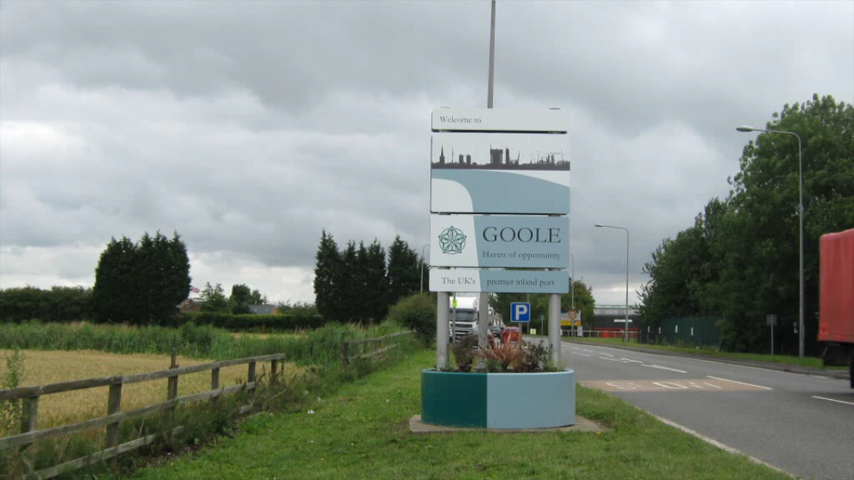 Welcome to
GOOLE
Haven of opportunity
The UK's premier inland port
P